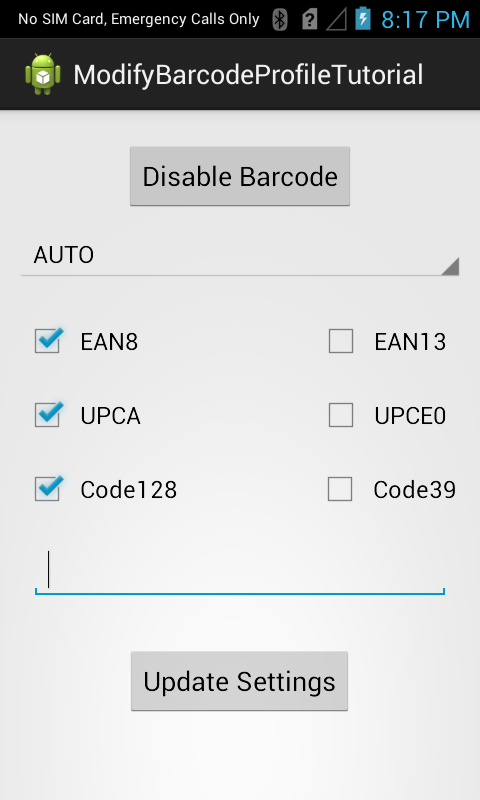 No SIM Card, Emergency Calls Only 8:17 PM
ModifyBarcodeProfileTutorial
Disable Barcode
AUTO
EAN8 EAN13
UPCA UPCE0
Code128 Code39
Update Settings